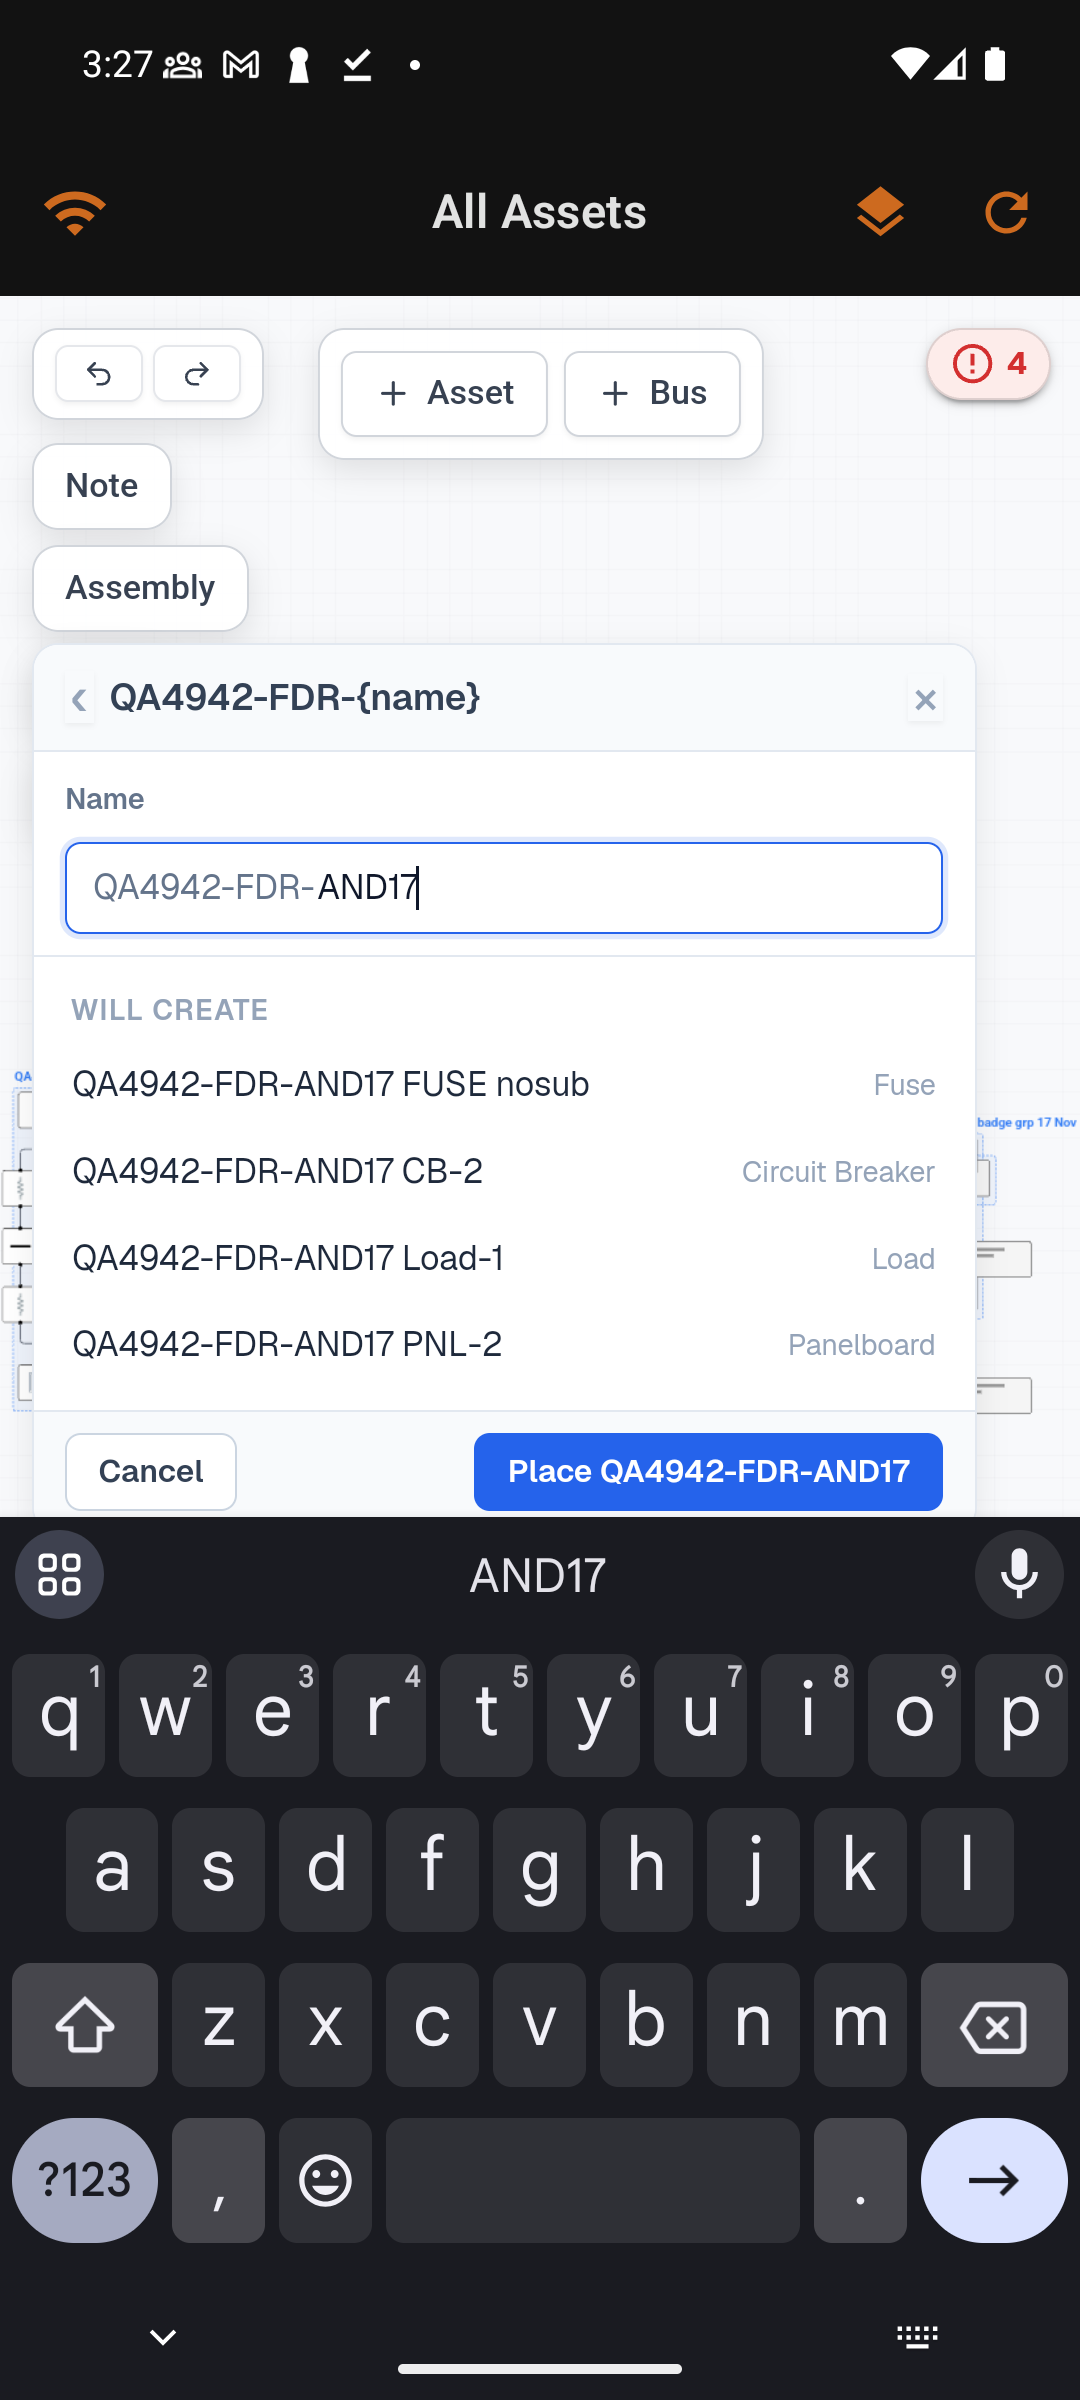 3:27
All Assets
Asset
Bus
4
Note
Assembly
QA4942-FDR-{name}
Name
QA4942-FDR-AND17
WILL CREATE
QA4942-FDR-AND17 FUSE nosub Fuse
QA4942-FDR-AND17 CB-2 Circuit Breaker
QA4942-FDR-AND17 Load-1 Load
QA4942-FDR-AND17 PNL-2 Panelboard
QA
badge grp 17 Nov
Cancel
Place QA4942-FDR-AND17
AND17
q 1 w 2 e 3 r 4 t 5 y 6 u 7 i 8 o 9 p 0
a s d f g h j k l
z x c v b n m
?123 , .